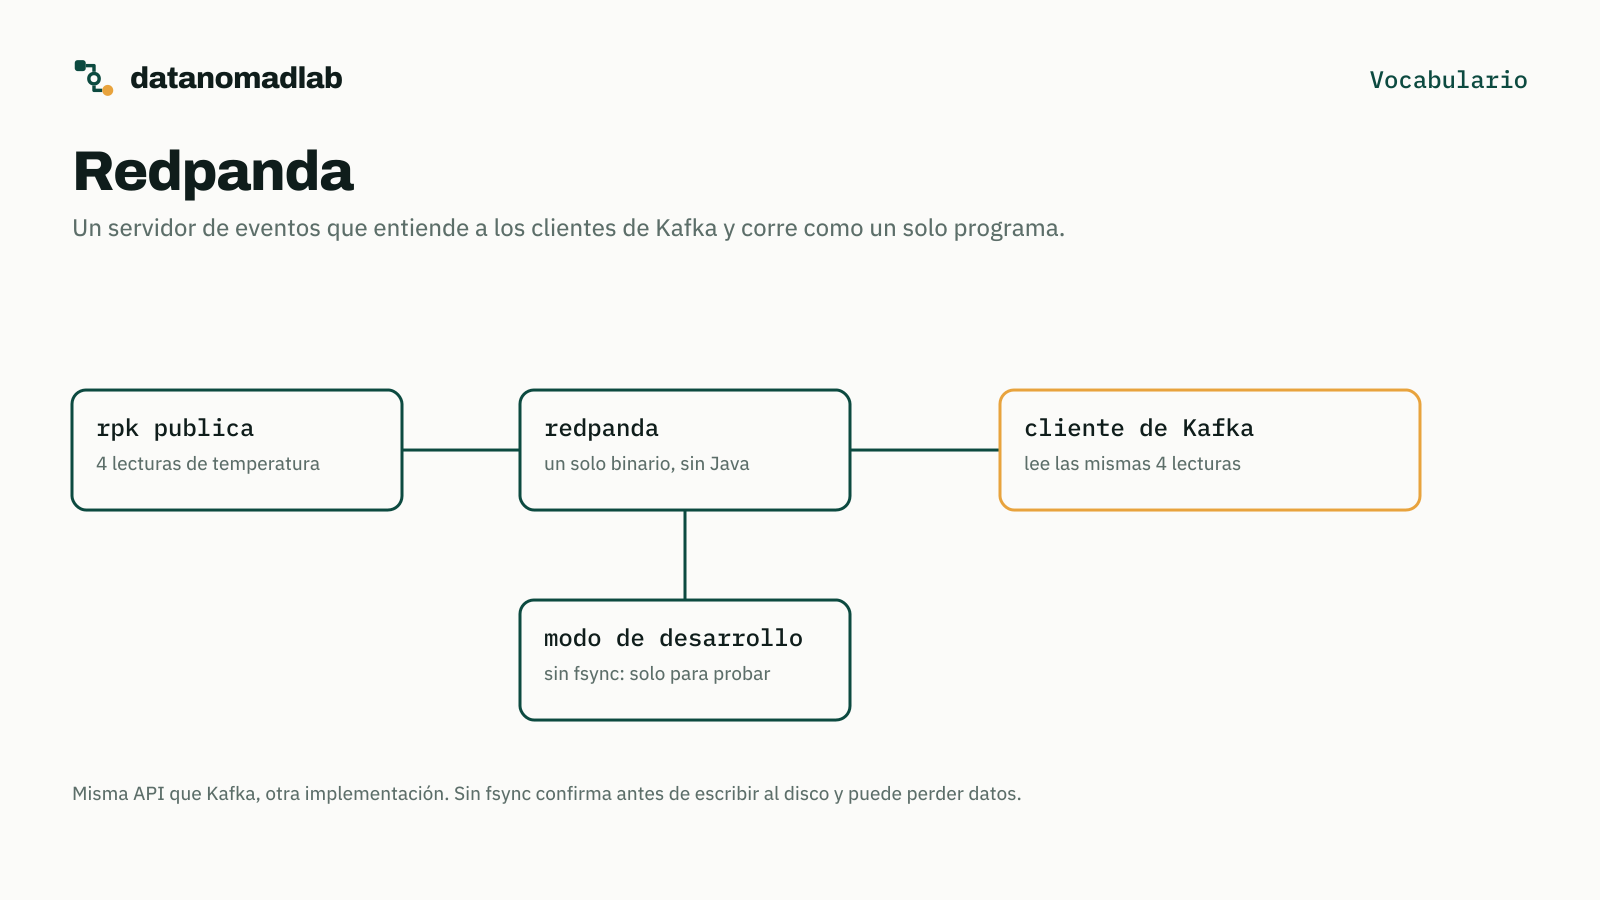 datanomadlab
Vocabulario
Redpanda
Un servidor de eventos que entiende a los clientes de Kafka y corre como un solo programa.
rpk publica
4 lecturas de temperatura
redpanda
un solo binario, sin Java
cliente de Kafka
lee las mismas 4 lecturas
modo de desarrollo
sin fsync: solo para probar
Misma API que Kafka, otra implementación. Sin fsync confirma antes de escribir al disco y puede perder datos.